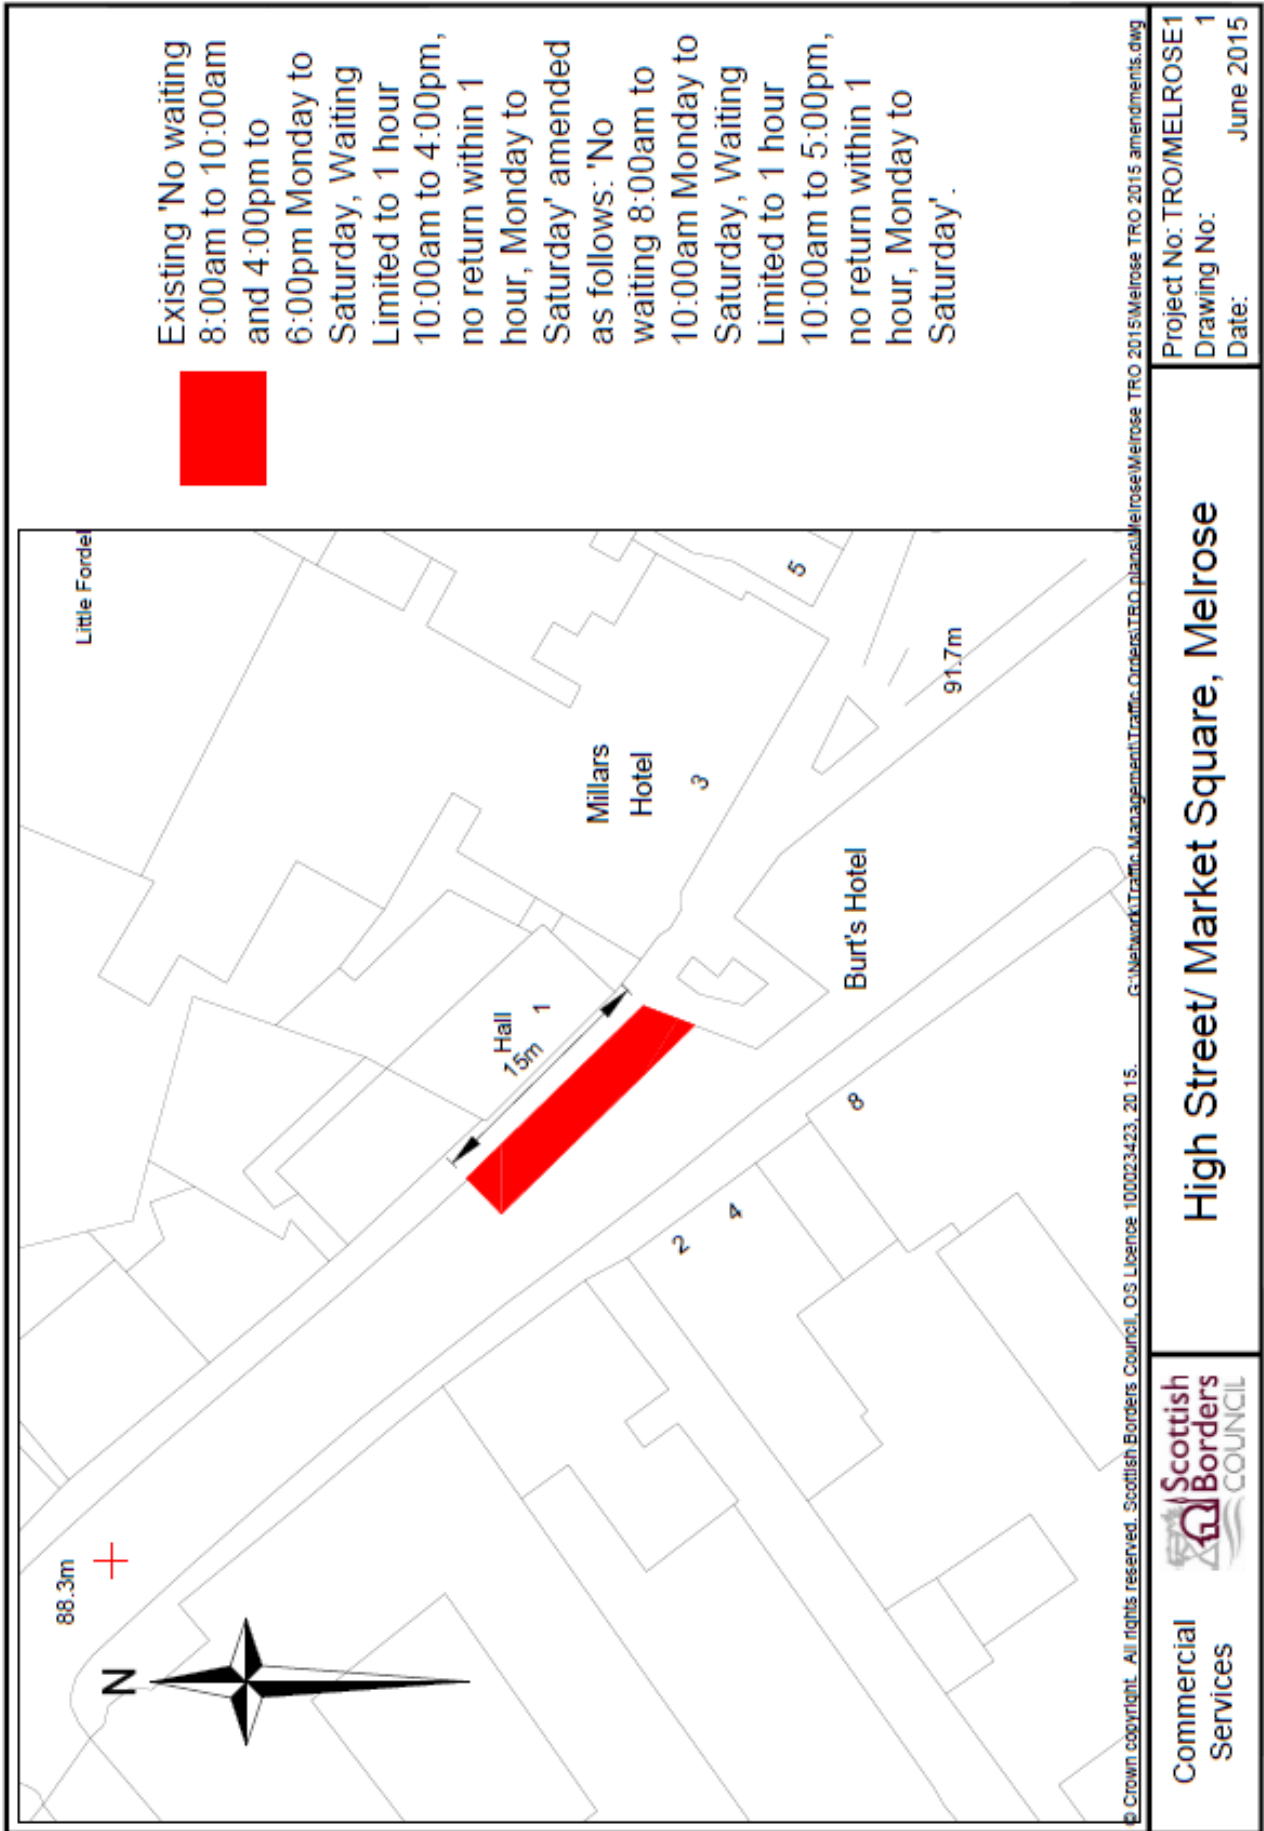 Existing 'No waiting
8:00am to 10:00am
and 4:00pm to
6:00pm Monday to
Saturday, Waiting
Limited to 1 hour
10:00am to 4:00pm,
no return within 1
hour, Monday to
Saturday' amended
as follows: 'No
waiting 8:00am to
10:00am Monday to
Saturday, Waiting
Limited to 1 hour
10:00am to 5:00pm,
no return within 1
hour, Monday to
Saturday'.
88.3m
N
Little Fordel
Hall
1
15m
Millars
Hotel
3
5
91.7m
Burt's Hotel
2
4
8
© Crown copyright. All rights reserved. Scottish Borders Council, OS Licence 100023423, 2015. G:\Network\Traffic Management\Traffic Orders\TRO plans\Melrose\Melrose TRO 2015\Melrose TRO 2015 amendments.dwg
Commercial
Services
Scottish
Borders
COUNCIL
High Street/ Market Square, Melrose
Project No: TRO/MELROSE1
Drawing No: 1
Date: June 2015